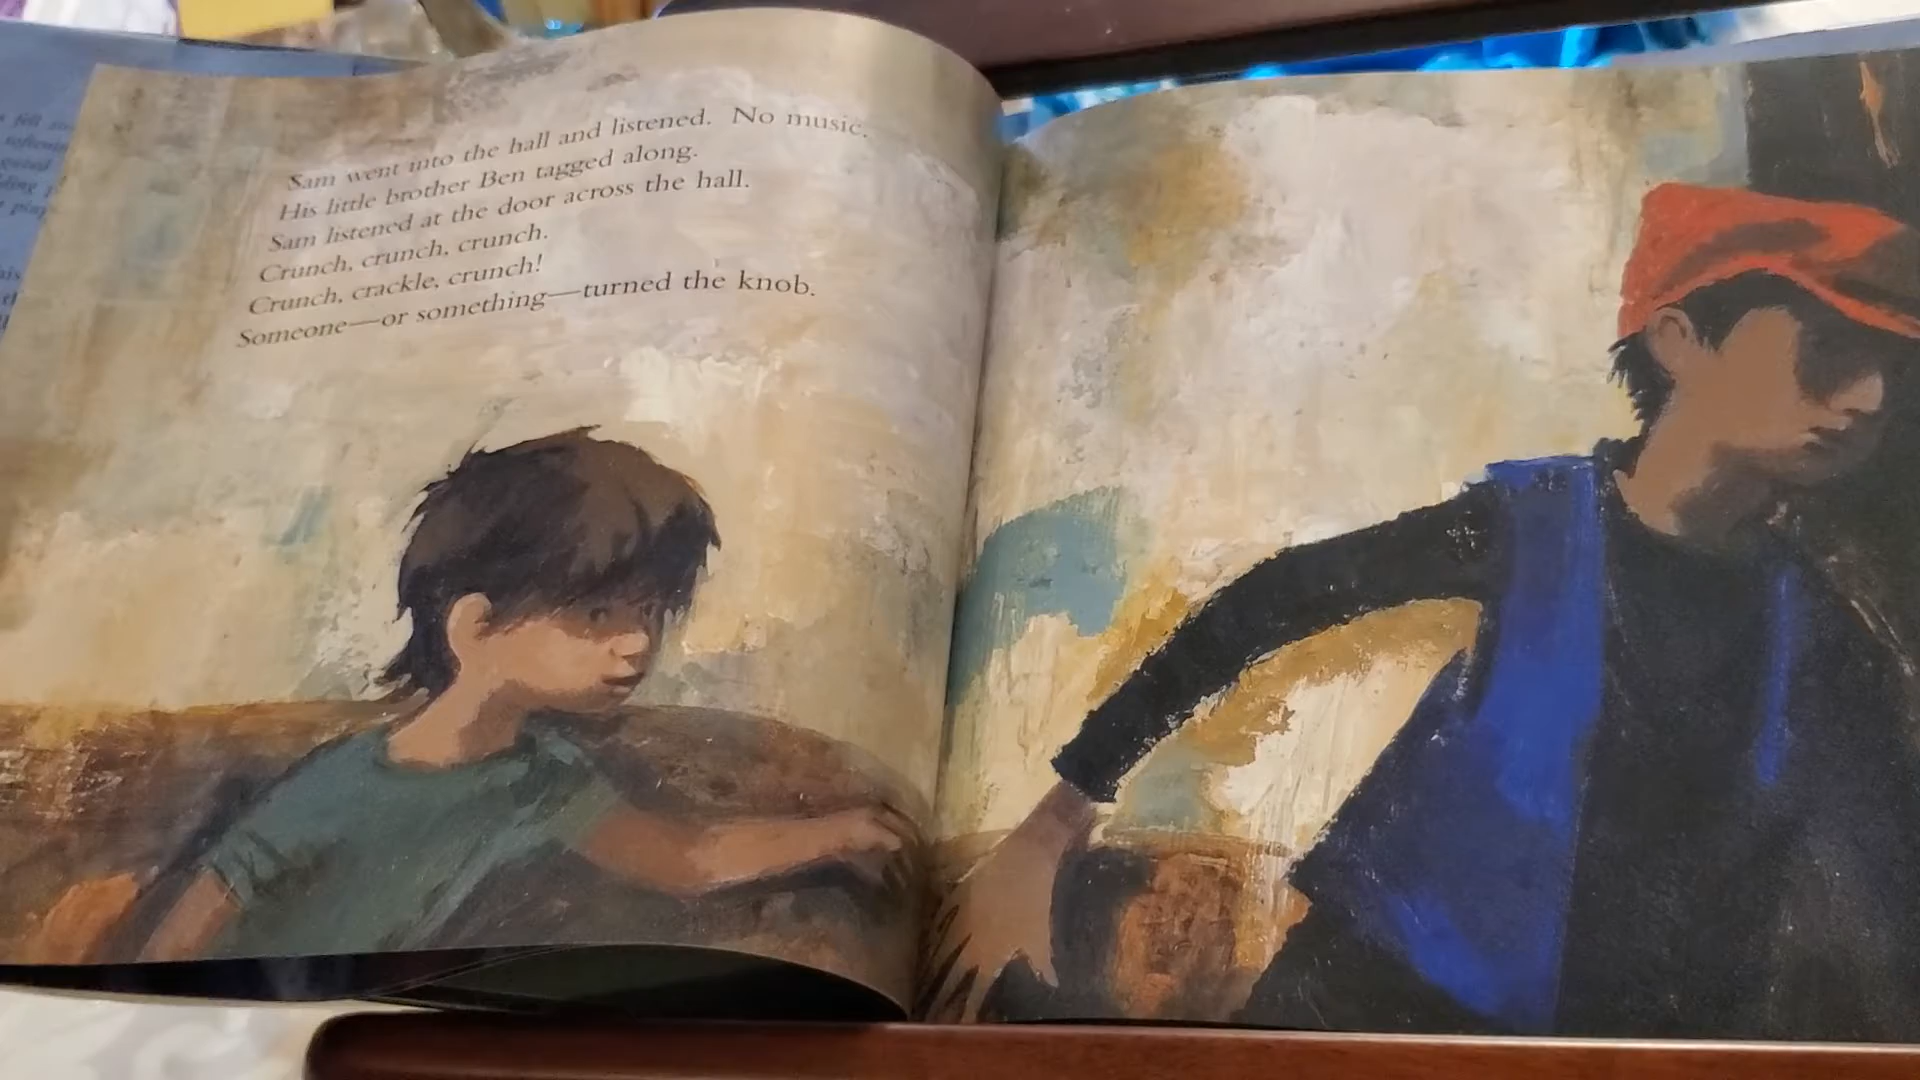 Sam went into the hall and listened. No music.
His little brother Ben tagged along.
Sam listened at the door across the hall.
Crunch, crunch, crunch.
Crunch, crackle, crunch!
Someone—or something—turned the knob.